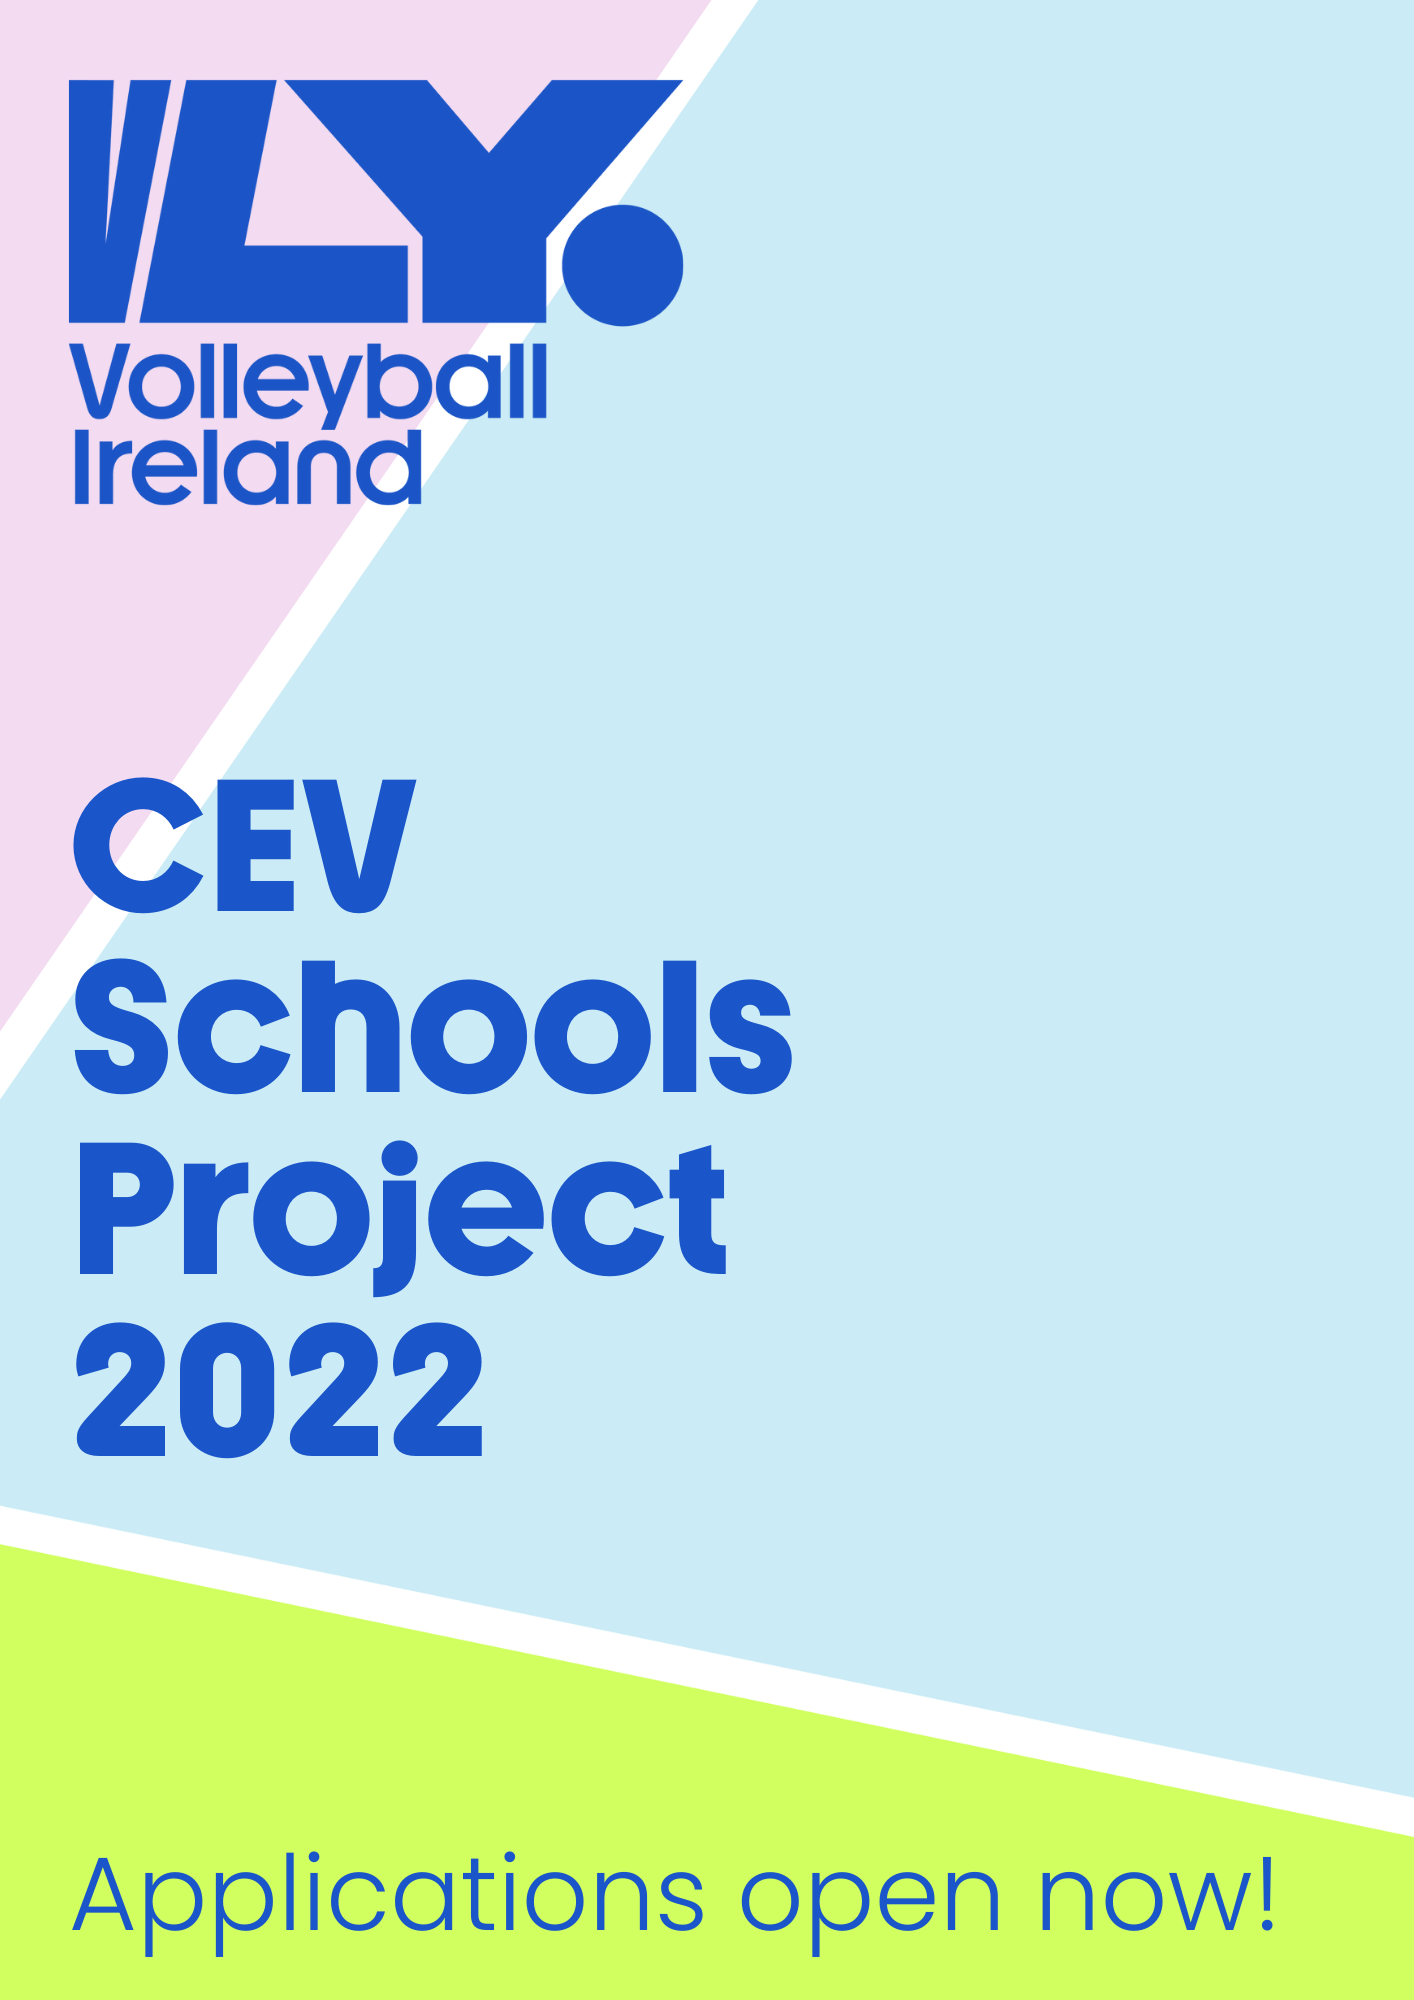 VLY.
Volleyball
Ireland
CEV
Schools
Project
2022
Applications open now!